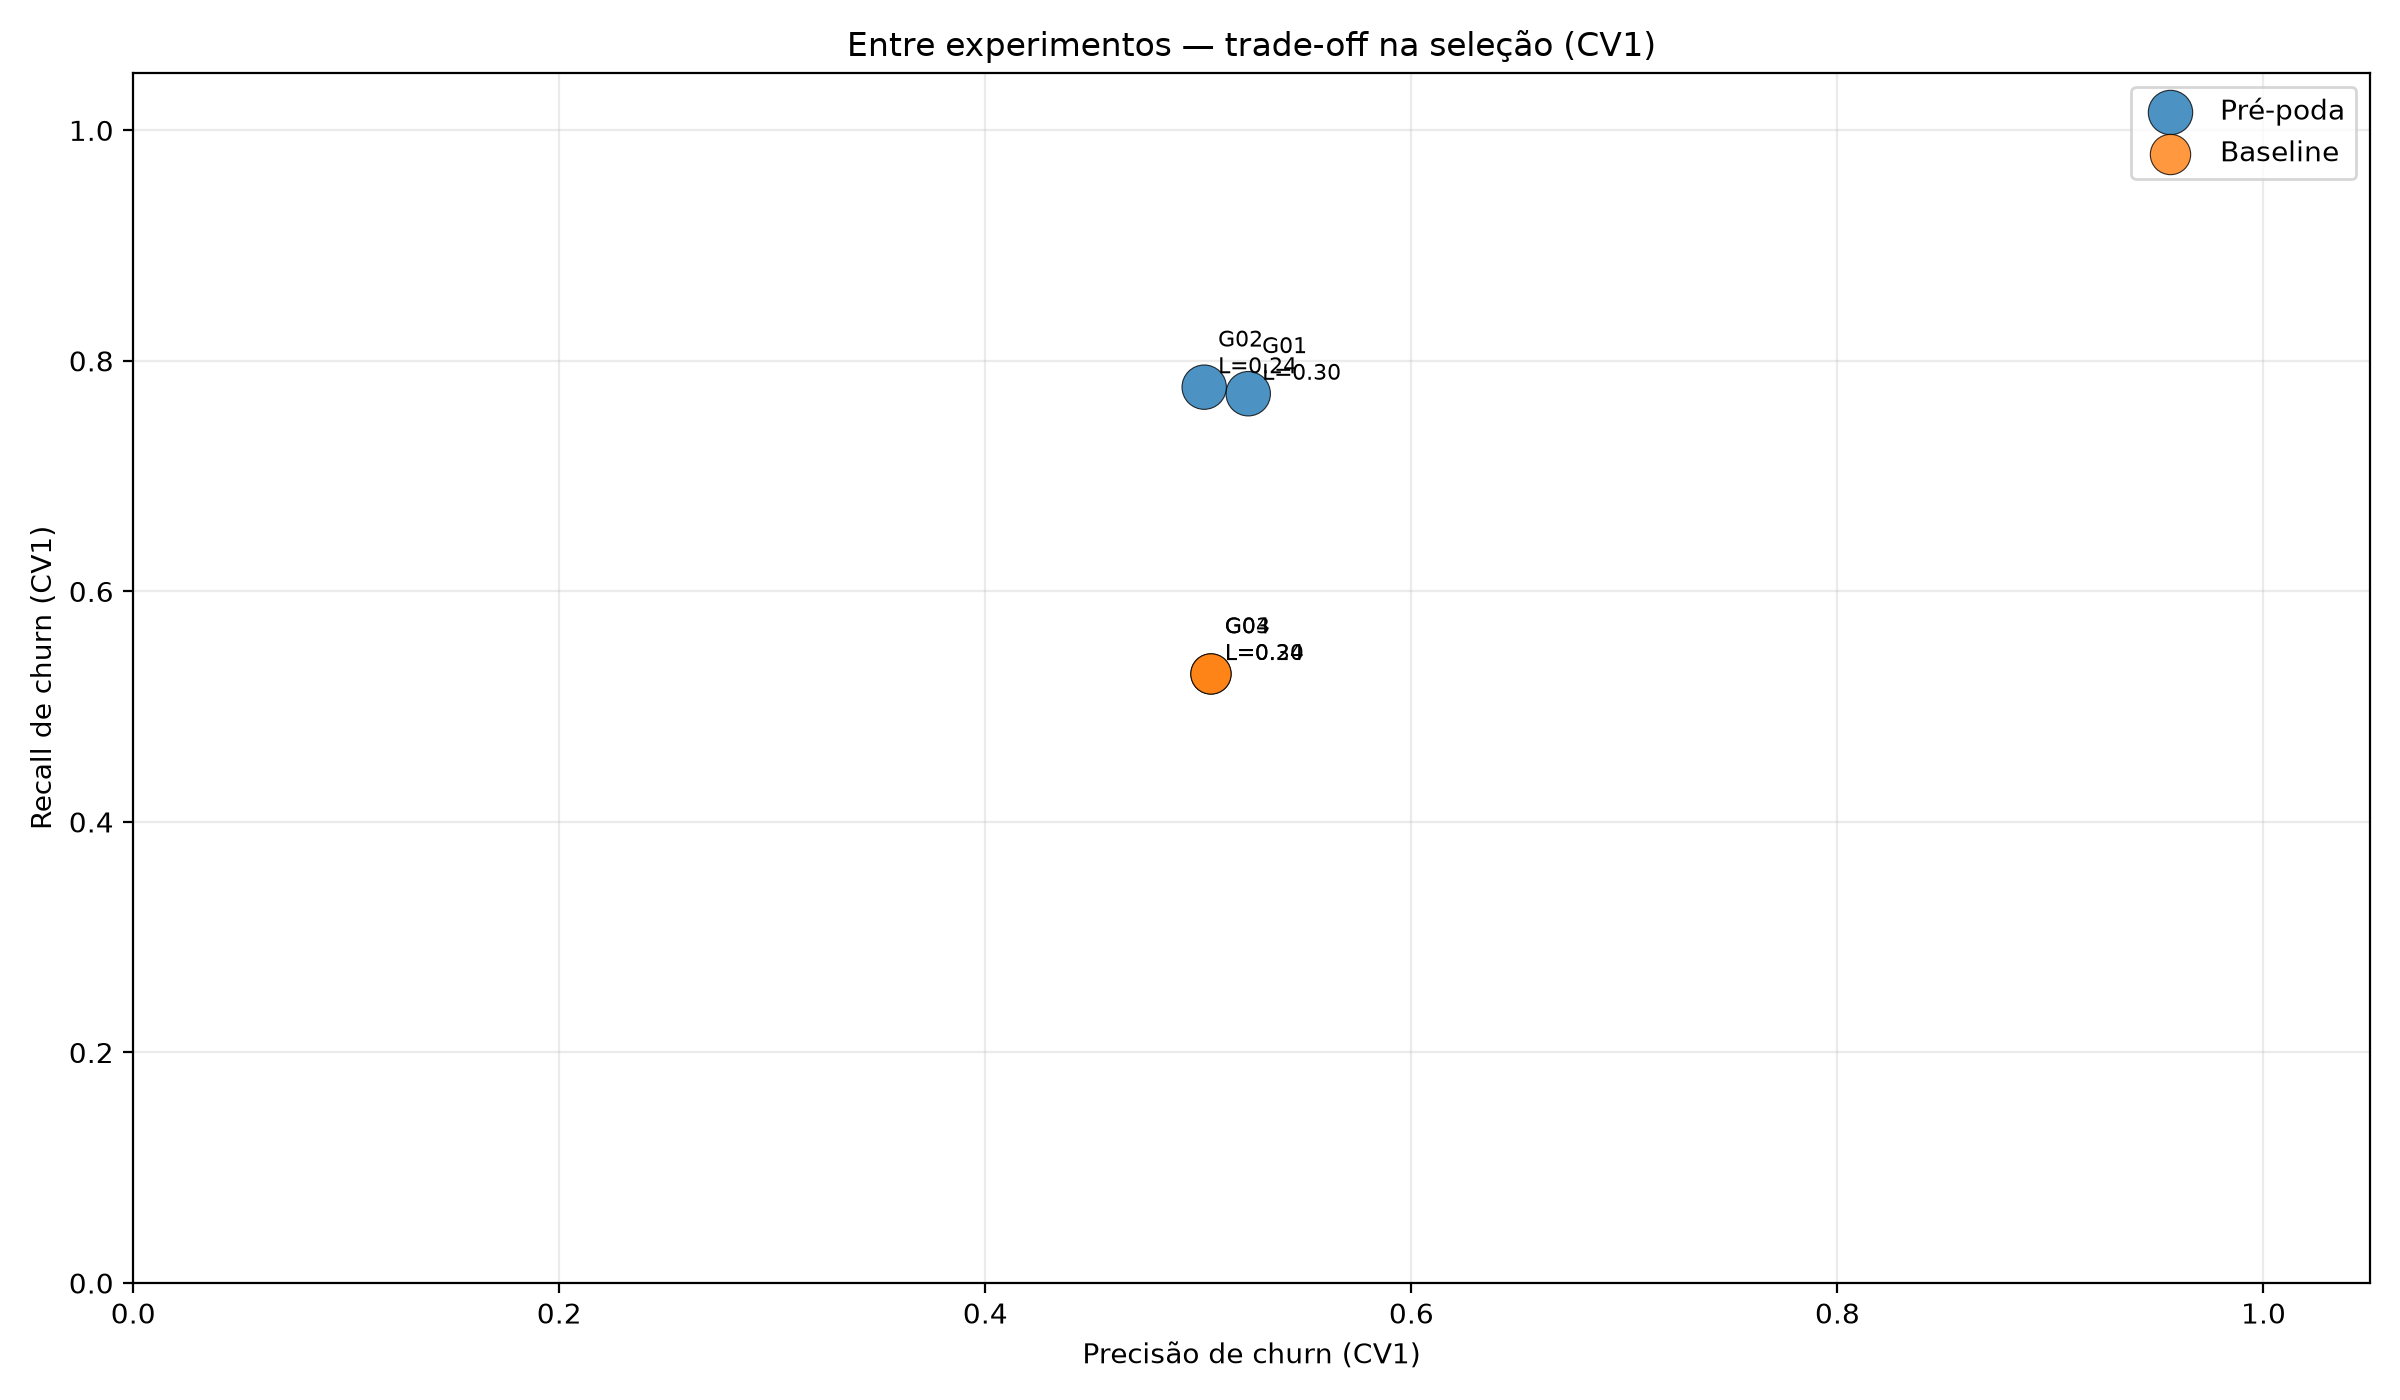 Entre experimentos — trade-off na seleção (CV1)
Pré-poda
Baseline
1.0
0.8
0.6
0.4
0.2
0.0
Recall de churn (CV1)
G02
L=0.24
G01
L=0.30
0.0
0.2
0.4
0.6
0.8
1.0
Precisão de churn (CV1)